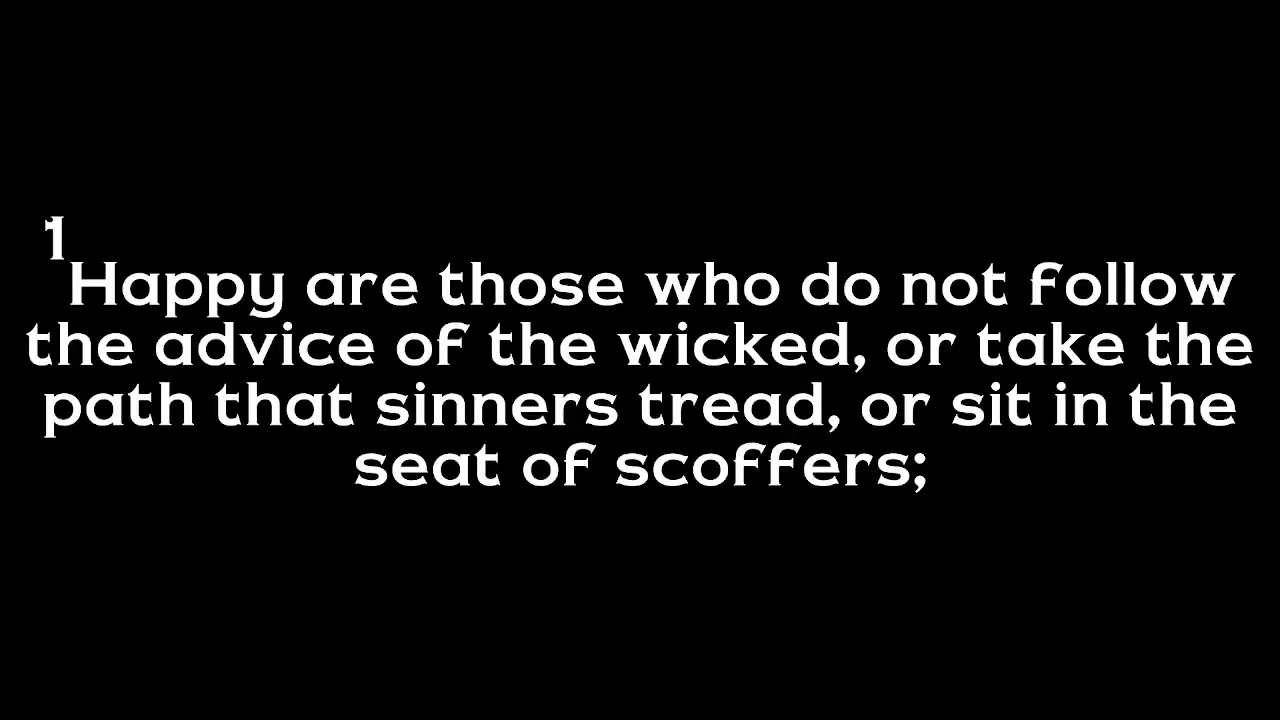 1
Happy are those who do not follow
the advice of the wicked, or take the
path that sinners tread, or sit in the
seat of scoffers;